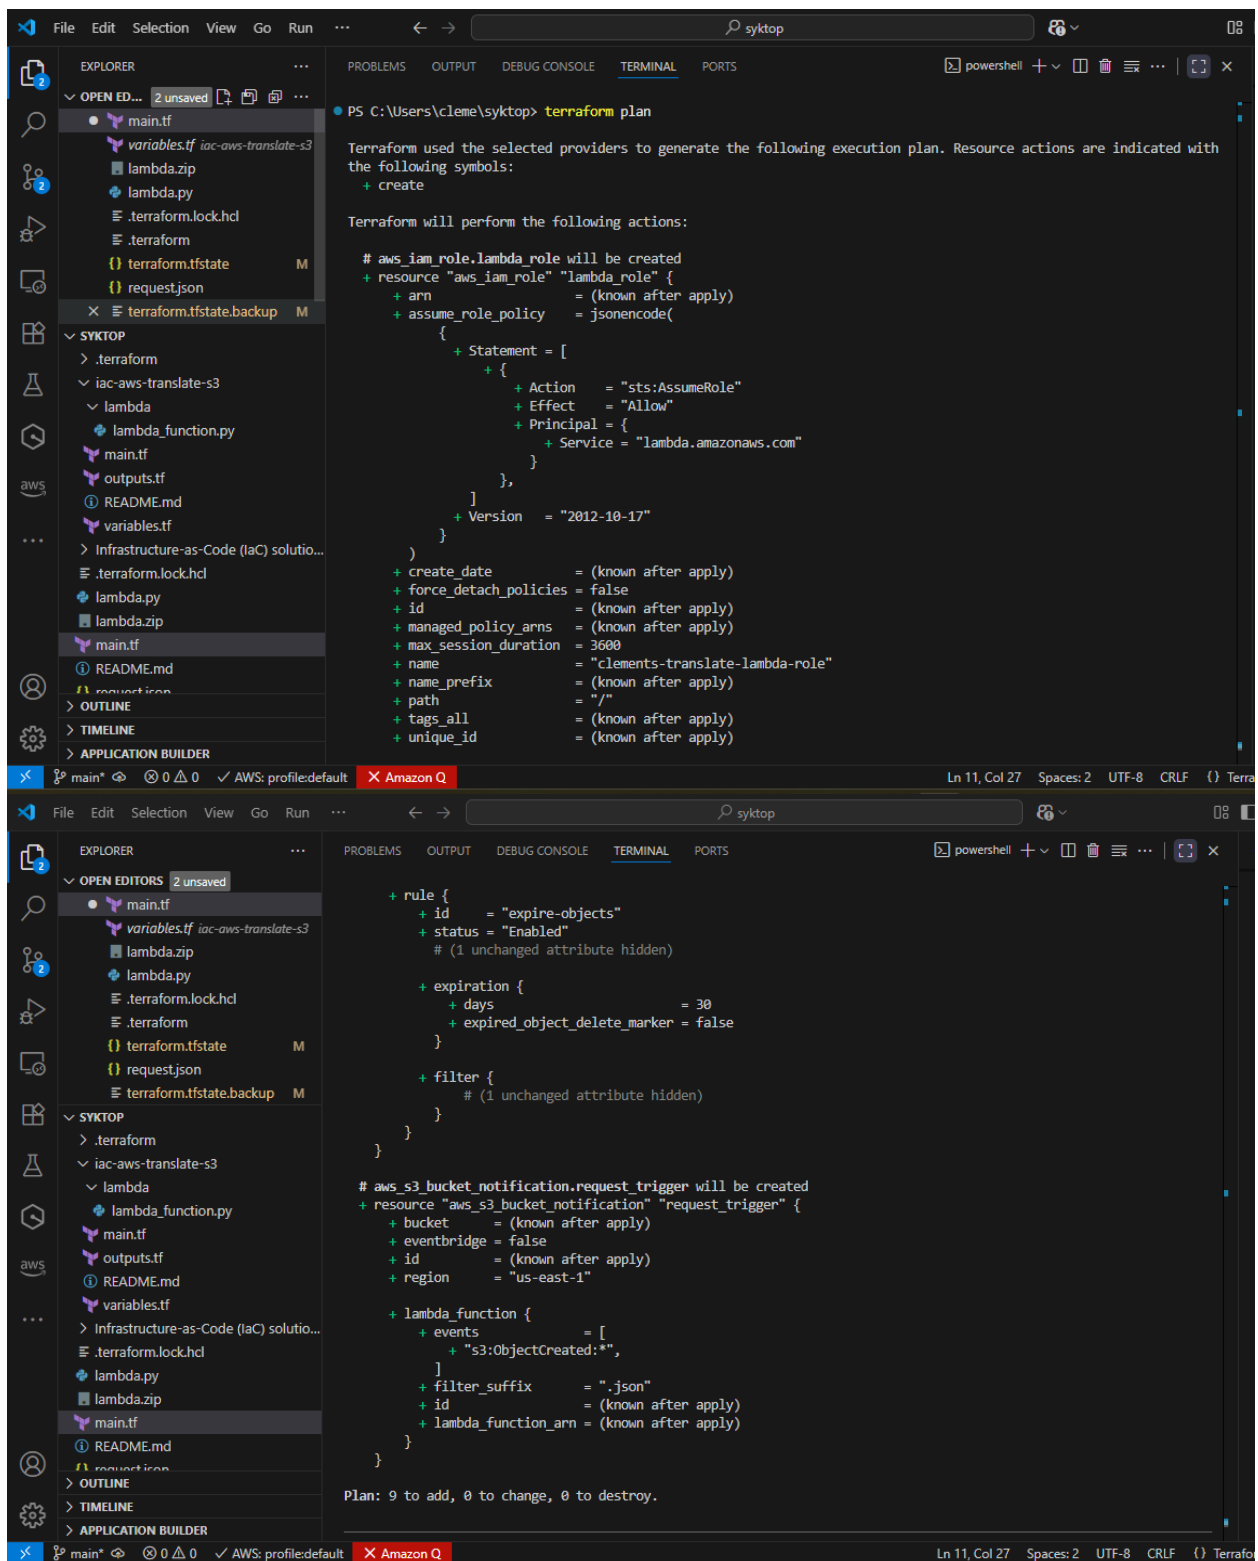 File Edit Selection View Go Run ··· ← → syktop
EXPLORER ···
PROBLEMS OUTPUT DEBUG CONSOLE TERMINAL PORTS powershell
OPEN ED... 2 unsaved
main.tf
variables.tf iac-aws-translate-s3
lambda.zip
lambda.py
.terraform.lock.hcl
.terraform
{} terraform.tfstate M
{} request.json
terraform.tfstate.backup M
SYKTOP
> .terraform
iac-aws-translate-s3
lambda
lambda_function.py
main.tf
outputs.tf
README.md
variables.tf
> Infrastructure-as-Code (IaC) solutio...
.terraform.lock.hcl
lambda.py
lambda.zip
main.tf
README.md
{} request.json
> OUTLINE
> TIMELINE
> APPLICATION BUILDER
aws
2
2
PS C:\Users\cleme\syktop> terraform plan
Terraform used the selected providers to generate the following execution plan. Resource actions are indicated with
the following symbols:
+ create
Terraform will perform the following actions:
# aws_iam_role.lambda_role will be created
+ resource "aws_iam_role" "lambda_role" {
+ arn = (known after apply)
+ assume_role_policy = jsonencode(
{
+ Statement = [
+ {
+ Action = "sts:AssumeRole"
+ Effect = "Allow"
+ Principal = {
+ Service = "lambda.amazonaws.com"
}
},
]
+ Version = "2012-10-17"
}
)
+ create_date = (known after apply)
+ force_detach_policies = false
+ id = (known after apply)
+ managed_policy_arns = (known after apply)
+ max_session_duration = 3600
+ name = "clements-translate-lambda-role"
+ name_prefix = (known after apply)
+ path = "/"
+ tags_all = (known after apply)
+ unique_id = (known after apply)
main* 0 0 AWS: profile:default Amazon Q Ln 11, Col 27 Spaces: 2 UTF-8 CRLF {} Terra
File Edit Selection View Go Run ··· ← → syktop
EXPLORER ···
PROBLEMS OUTPUT DEBUG CONSOLE TERMINAL PORTS powershell
OPEN EDITORS 2 unsaved
main.tf
variables.tf iac-aws-translate-s3
lambda.zip
lambda.py
.terraform.lock.hcl
.terraform
{} terraform.tfstate M
{} request.json
terraform.tfstate.backup M
SYKTOP
> .terraform
iac-aws-translate-s3
lambda
lambda_function.py
main.tf
outputs.tf
README.md
variables.tf
> Infrastructure-as-Code (IaC) solutio...
.terraform.lock.hcl
lambda.py
lambda.zip
main.tf
README.md
{} request.json
> OUTLINE
> TIMELINE
> APPLICATION BUILDER
aws
2
2
+ rule {
+ id = "expire-objects"
+ status = "Enabled"
# (1 unchanged attribute hidden)
+ expiration {
+ days = 30
+ expired_object_delete_marker = false
}
+ filter {
# (1 unchanged attribute hidden)
}
}
}
# aws_s3_bucket_notification.request_trigger will be created
+ resource "aws_s3_bucket_notification" "request_trigger" {
+ bucket = (known after apply)
+ eventbridge = false
+ id = (known after apply)
+ region = "us-east-1"
+ lambda_function {
+ events = [
+ "s3:ObjectCreated:*",
]
+ filter_suffix = ".json"
+ id = (known after apply)
+ lambda_function_arn = (known after apply)
}
}
Plan: 9 to add, 0 to change, 0 to destroy.
main* 0 0 AWS: profile:default Amazon Q Ln 11, Col 27 Spaces: 2 UTF-8 CRLF {} Terrafo